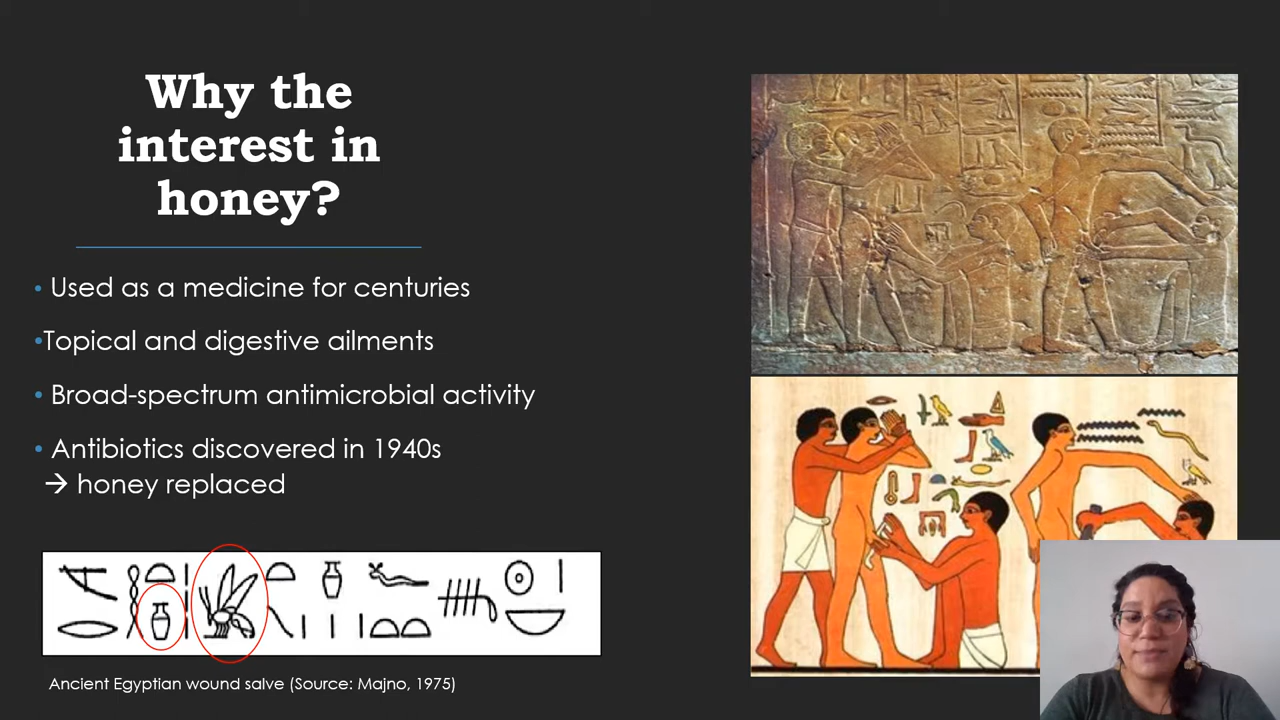 Why the
interest in
honey?
• Used as a medicine for centuries
•Topical and digestive ailments
• Broad-spectrum antimicrobial activity
• Antibiotics discovered in 1940s
→ honey replaced
Ancient Egyptian wound salve (Source: Majno, 1975)